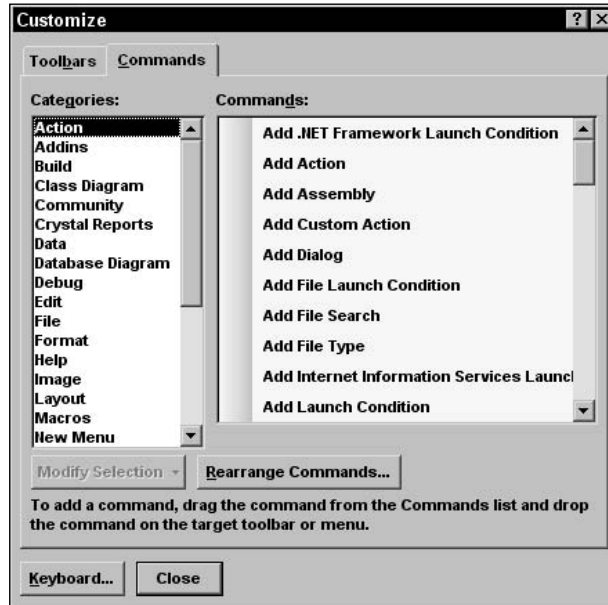 Customize
Toolbars
Commands
Categories:
Action
Addins
Build
Class Diagram
Community
Crystal Reports
Data
Database Diagram
Debug
Edit
File
Format
Help
Image
Layout
Macros
New Menu
Commands:
Add .NET Framework Launch Condition
Add Action
Add Assembly
Add Custom Action
Add Dialog
Add File Launch Condition
Add File Search
Add File Type
Add Internet Information Services Launcl
Add Launch Condition
Modify Selection
Rearrange Commands...
To add a command, drag the command from the Commands list and drop
the command on the target toolbar or menu.
Keyboard...
Close